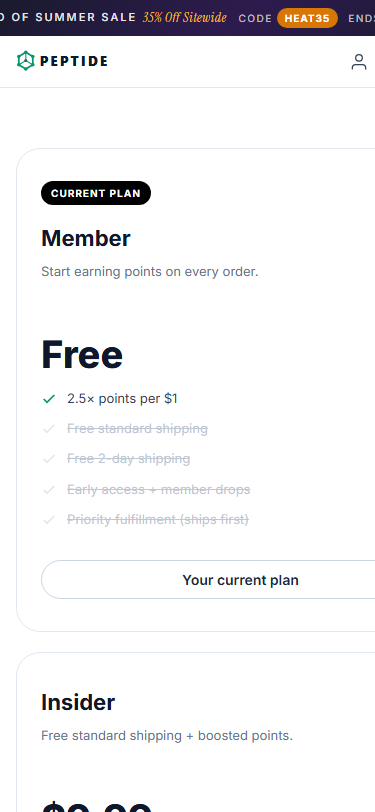 OF SUMMER SALE 35% Off Sitewide CODE HEAT35 ENDS
PEPTIDE
CURRENT PLAN
Member
Start earning points on every order.
Free
2.5× points per $1
Free standard shipping
Free 2-day shipping
Early access + member drops
Priority fulfillment (ships first)
Your current plan
Insider
Free standard shipping + boosted points.